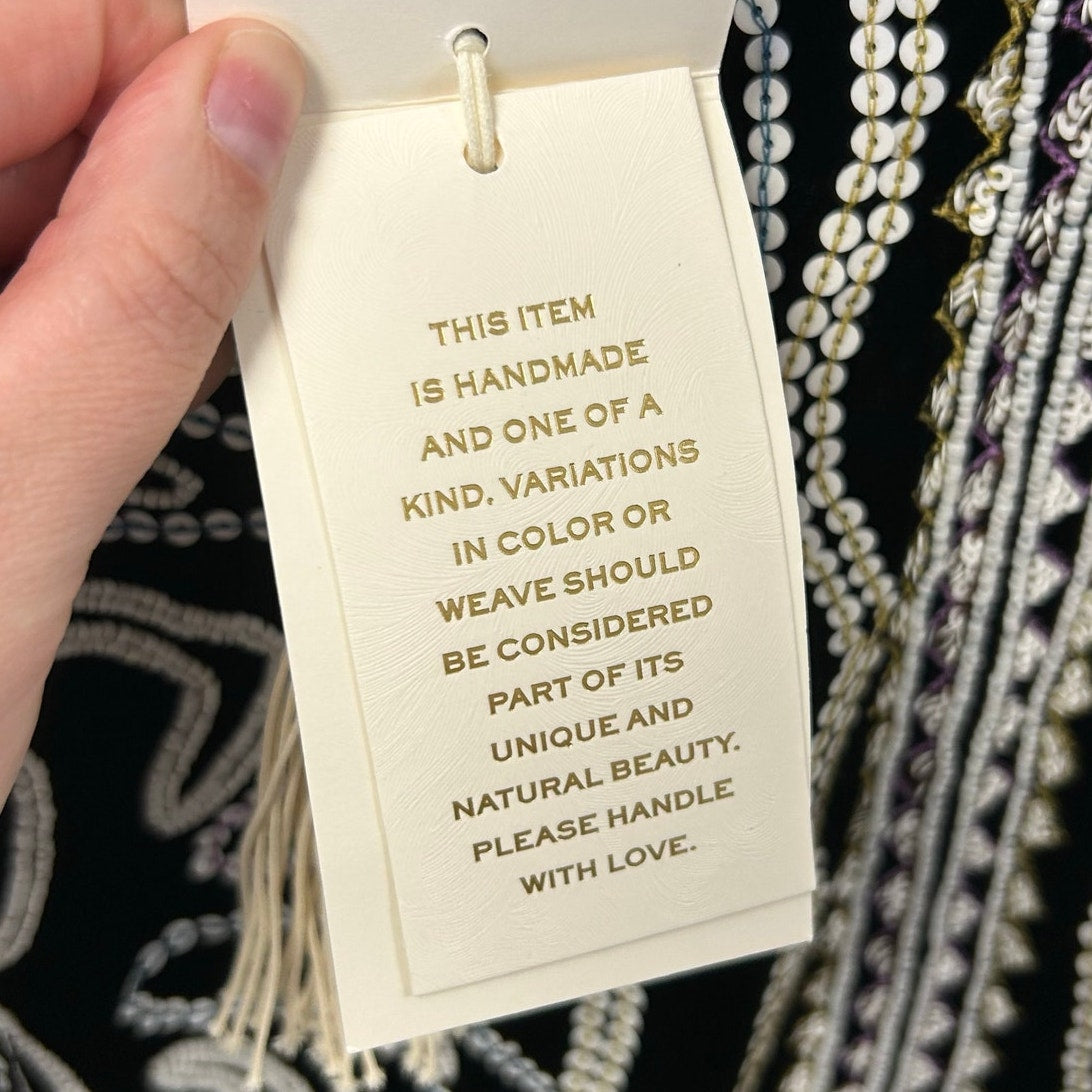 THIS ITEM
IS HANDMADE
AND ONE OF A
KIND. VARIATIONS
IN COLOR OR
WEAVE SHOULD
BE CONSIDERED
PART OF ITS
UNIQUE AND
NATURAL BEAUTY.
PLEASE HANDLE
WITH LOVE.